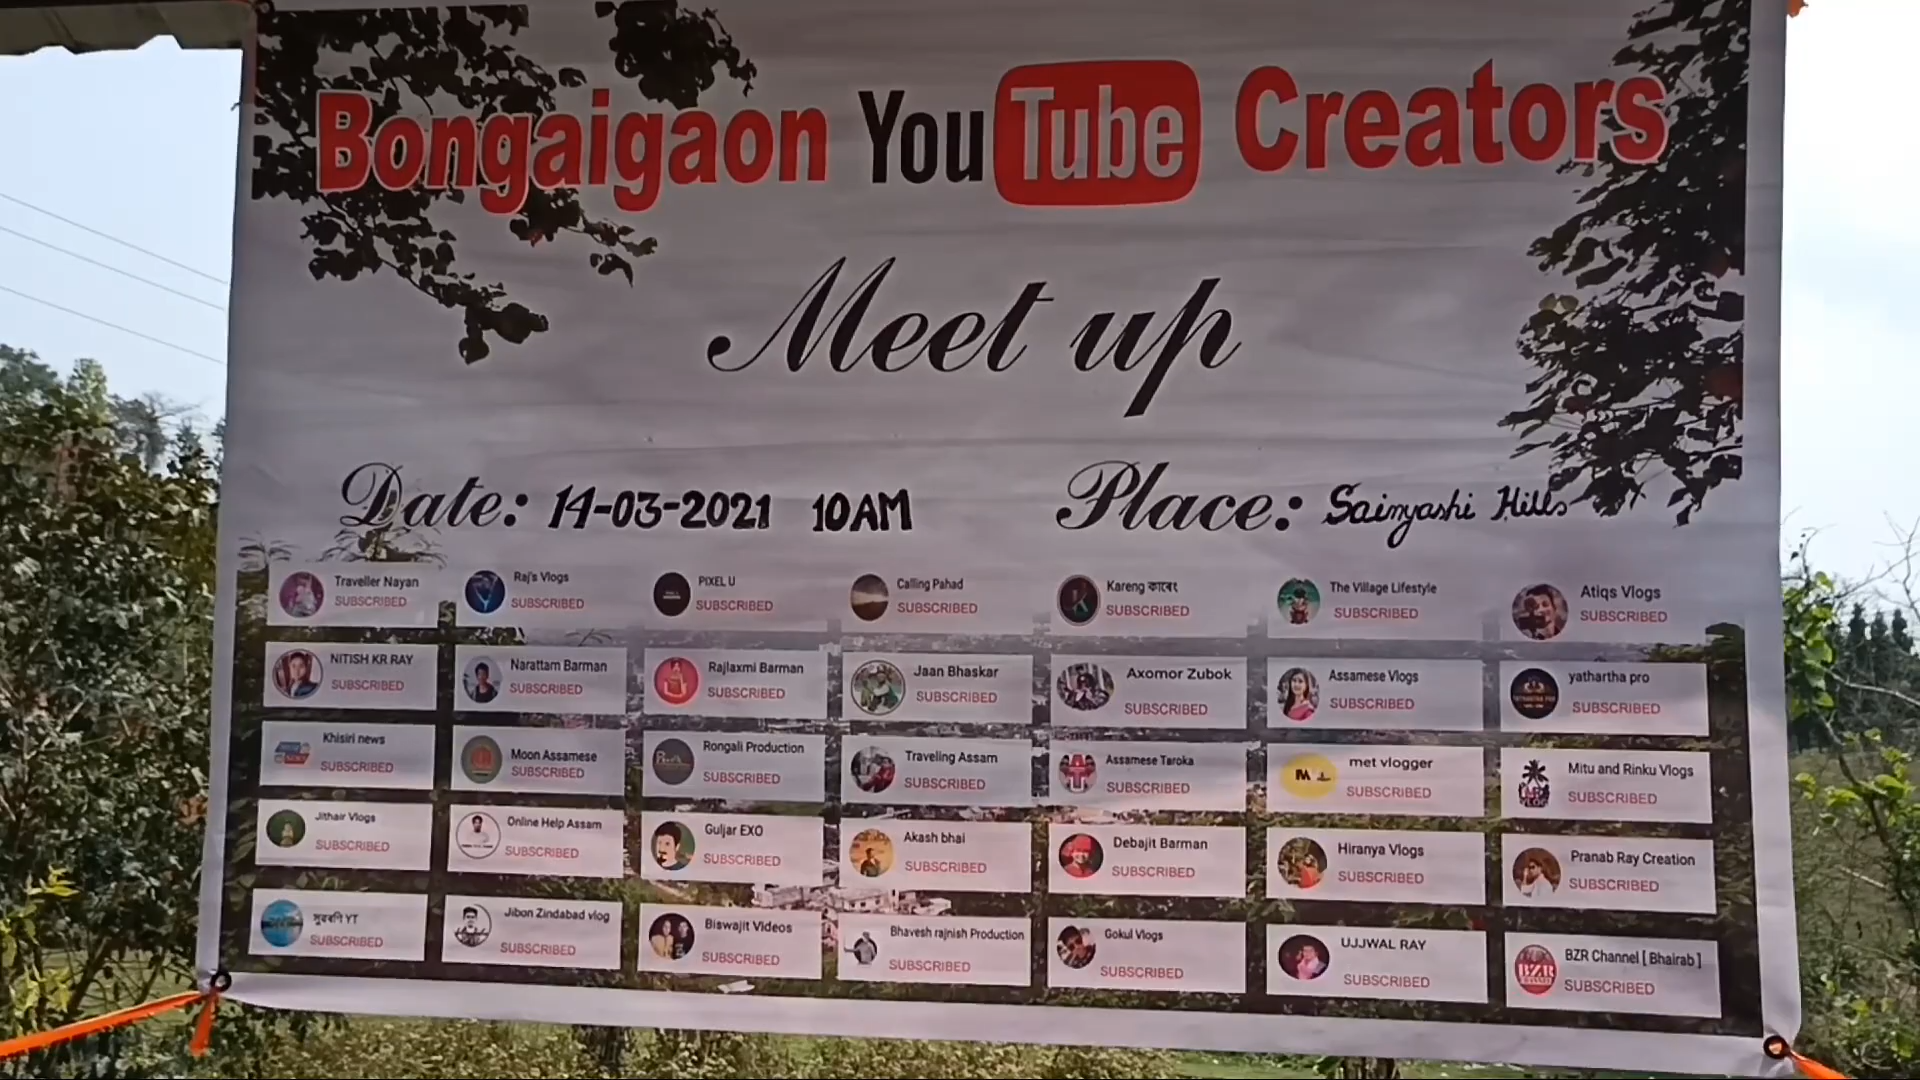 Bongaigaon YouTube Creators
Meet up
Date: 14-03-2021 10AM Place: Sainyashi Hills
Traveller Nayan
SUBSCRIBED
Raj's Vlogs
SUBSCRIBED
PIXEL U
SUBSCRIBED
Calling Pahad
SUBSCRIBED
Kareng কাৰেং
SUBSCRIBED
The Village Lifestyle
SUBSCRIBED
Atiqs Vlogs
SUBSCRIBED
NITISH KR RAY
SUBSCRIBED
Narattam Barman
SUBSCRIBED
Rajlaxmi Barman
SUBSCRIBED
Jaan Bhaskar
SUBSCRIBED
Axomor Zubok
SUBSCRIBED
Assamese Vlogs
SUBSCRIBED
yathartha pro
SUBSCRIBED
Khisiri news
SUBSCRIBED
Moon Assamese
SUBSCRIBED
Rongali Production
SUBSCRIBED
Traveling Assam
SUBSCRIBED
Assamese Taroka
SUBSCRIBED
met vlogger
SUBSCRIBED
Mitu and Rinku Vlogs
SUBSCRIBED
Jithair Vlogs
SUBSCRIBED
Online Help Assam
SUBSCRIBED
Guljar EXO
SUBSCRIBED
Akash bhai
SUBSCRIBED
Debajit Barman
SUBSCRIBED
Hiranya Vlogs
SUBSCRIBED
Pranab Ray Creation
SUBSCRIBED
YT
SUBSCRIBED
Jibon Zindabad vlog
SUBSCRIBED
Biswajit Videos
SUBSCRIBED
Bhavesh rajnish Production
SUBSCRIBED
Gokul Vlogs
SUBSCRIBED
UJJWAL RAY
SUBSCRIBED
BZR
BZR Channel [ Bhairab ]
SUBSCRIBED